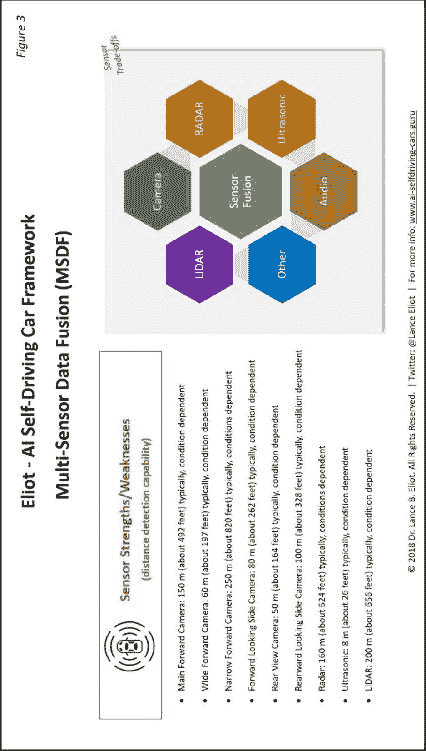 Figure 3
Eliot - AI Self-Driving Car Framework
Multi-Sensor Data Fusion (MSDF)
Sensor Strengths/Weaknesses
(distance detection capability)
• Main Forward Camera: 150 m (about 492 feet) typically, condition dependent
• Wide Forward Camera: 60 m (about 197 feet) typically, condition dependent
• Narrow Forward Camera: 250 m (about 820 feet) typically, conditions dependent
• Forward Looking Side Camera: 80 m (about 262 feet) typically, condition dependent
• Rear View Camera: 50 m (about 164 feet) typically, condition dependent
• Rearward Looking Side Camera: 100 m (about 328 feet) typically, condition dependent
• Radar: 160 m (about 524 feet) typically, conditions dependent
• Ultrasonic: 8 m (about 26 feet) typically, condition dependent
• LIDAR: 200 m (about 656 feet) typically, condition dependent
Sensor
Trade-offs
Camera
LIDAR
RADAR
Sensor
Fusion
Other
Ultrasonic
Audio
© 2018 Dr. Lance B. Eliot. All Rights Reserved. | Twitter: @Lance Eliot | For more info: www.ai-selfdriving-cars.guru